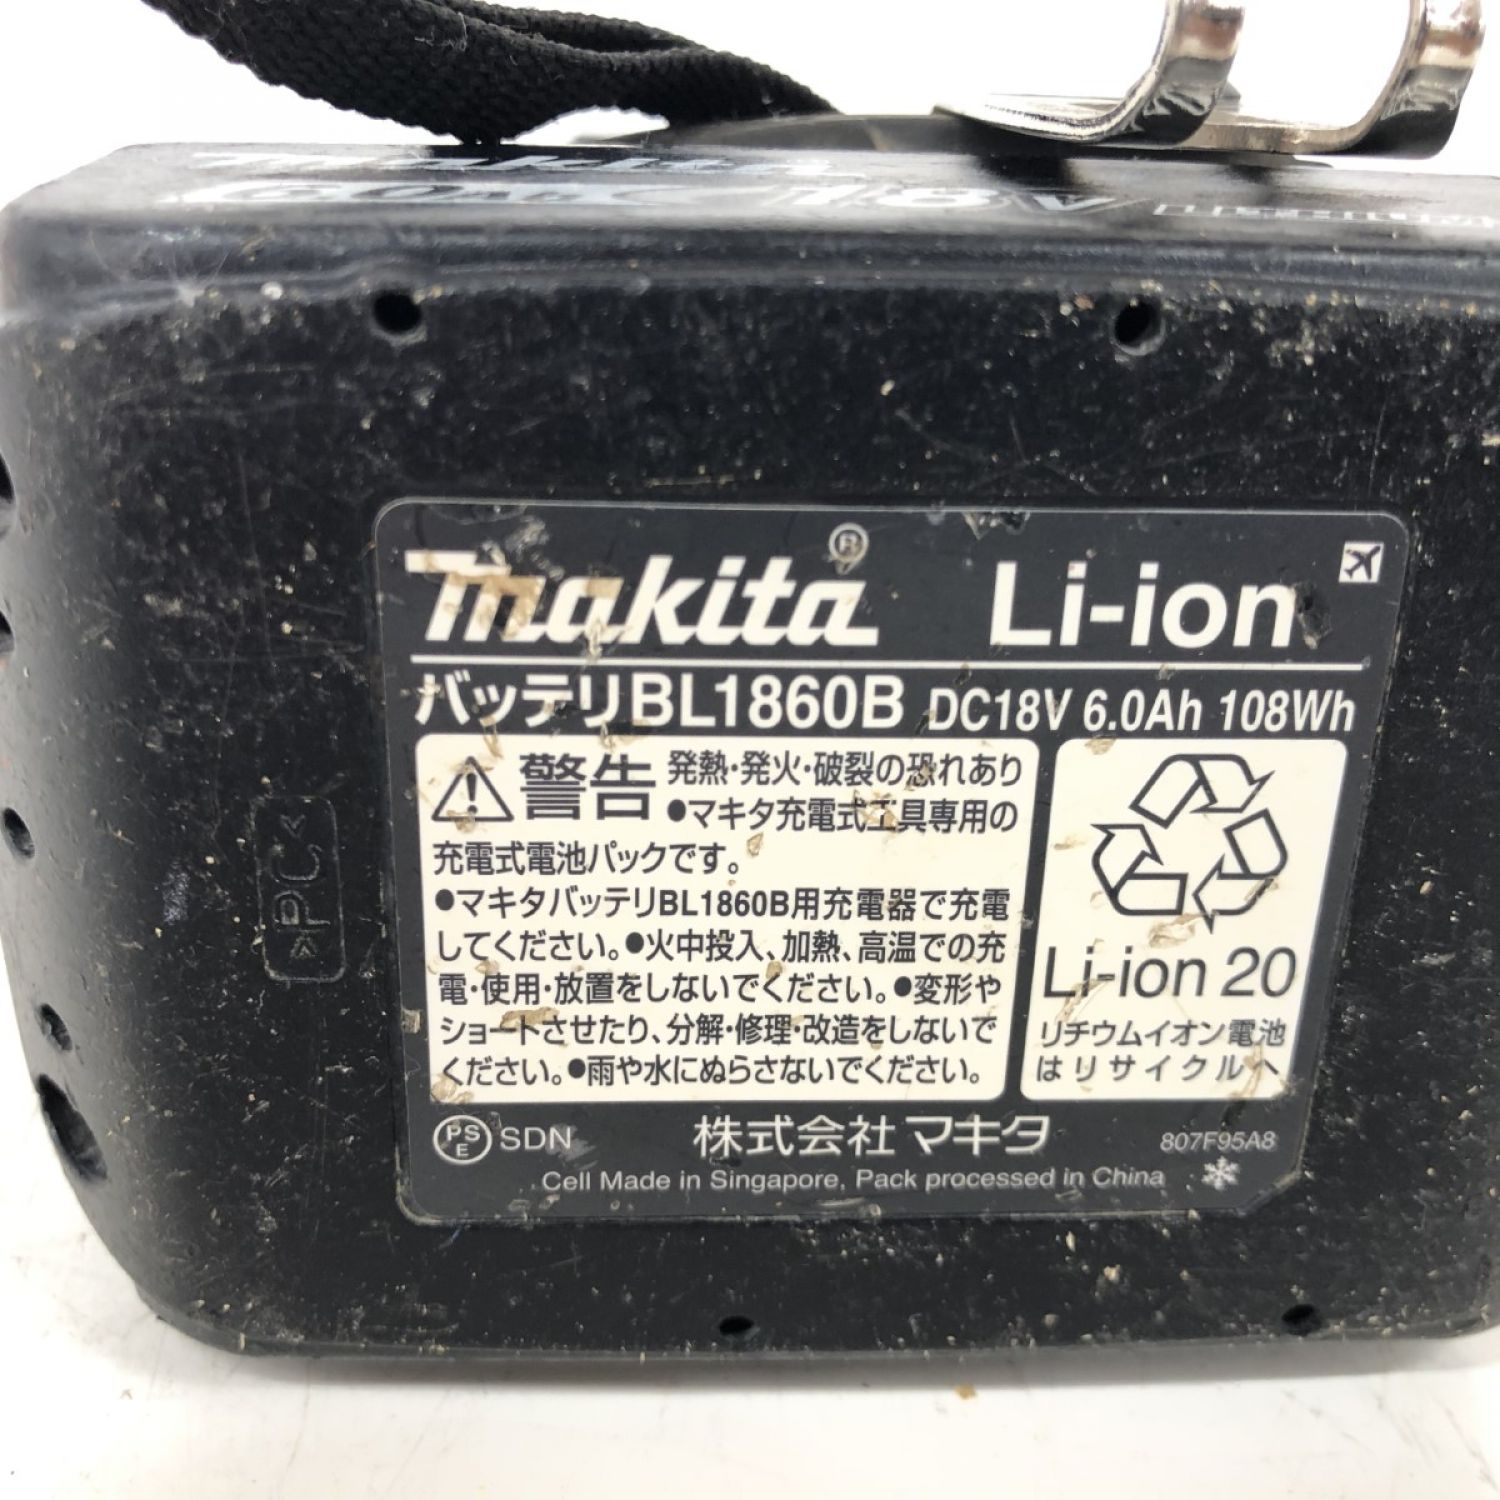 makita
18V
makita® Li-ion
バッテリBL1860B DC18V 6.0Ah 108Wh
警告 発熱・発火・破裂の恐れあり
●マキタ充電式工具専用の
充電式電池パックです。
●マキタバッテリBL1860B用充電器で充電
してください。●火中投入、加熱、高温での充
電・使用・放置をしないでください。●変形や
ショートさせたり、分解・修理・改造をしないで
ください。●雨や水にぬらさないでください。
Li-ion 20
リチウムイオン電池
はリサイクルへ
>PC<
PSE SDN 株式会社マキタ 807F95A8
Cell Made in Singapore, Pack processed in China